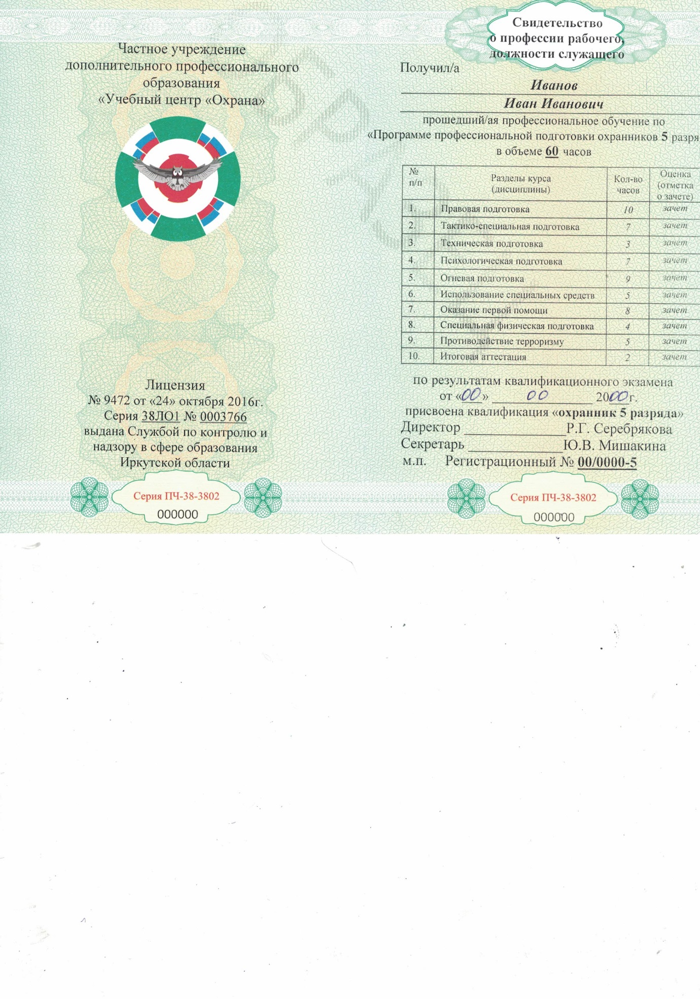 Частное учреждение
дополнительного профессионального
образования
«Учебный центр «Охрана»
Лицензия
№ 9472 от «24» октября 2016г.
Серия 38ЛО1 № 0003766
выдана Службой по контролю и
надзору в сфере образования
Иркутской области
Серия ПЧ-38-3802
000000
Свидетельство
о профессии рабочего,
должности служащего
Получил/а
Иванов
Иван Иванович
прошедший/ая профессиональное обучение по
«Программе профессиональной подготовки охранников 5 разря
в объеме 60 часов
№ п/п Разделы курса (дисциплины) Кол-во часов Оценка (отметка о зачете)
1. Правовая подготовка 10 зачет
2. Тактико-специальная подготовка 7 зачет
3. Техническая подготовка 3 зачет
4. Психологическая подготовка 7 зачет
5. Огневая подготовка 9 зачет
6. Использование специальных средств 5 зачет
7. Оказание первой помощи 8 зачет
8. Специальная физическая подготовка 4 зачет
9. Противодействие терроризму 5 зачет
10. Итоговая аттестация 2 зачет
по результатам квалификационного экзамена
от «00» 00 2000г.
присвоена квалификация «охранник 5 разряда»
Директор ______________Р.Г. Серебрякова
Секретарь _____________Ю.В. Мишакина
м.п. Регистрационный № 00/0000-5
Серия ПЧ-38-3802
000000